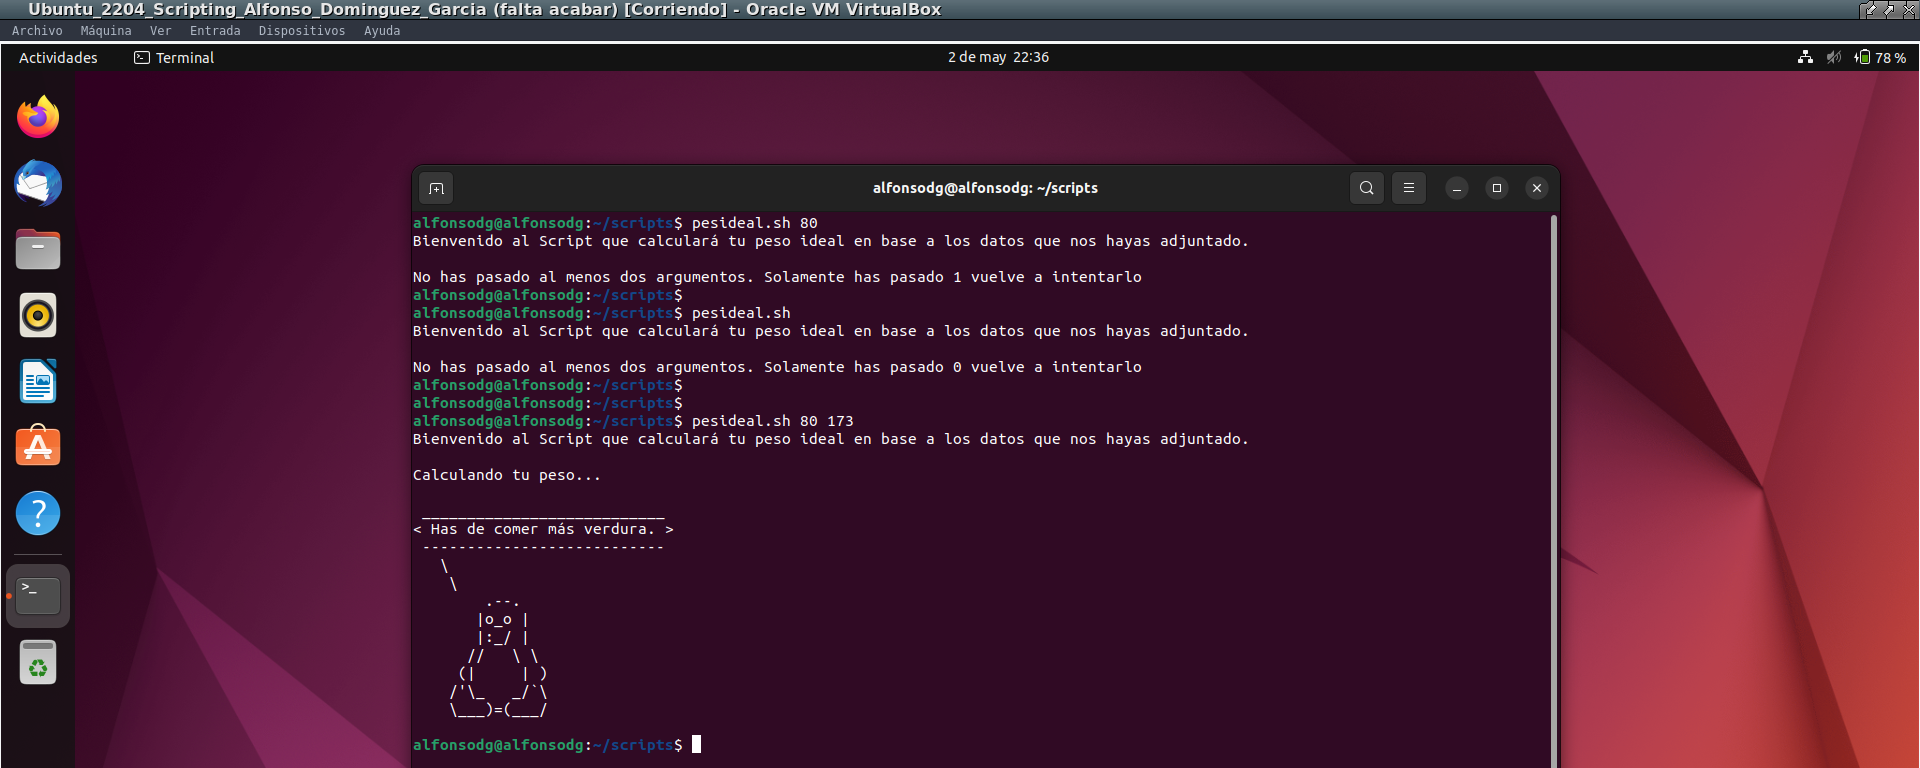 Ubuntu_2204_Scripting_Alfonso_Dominguez_Garcia (falta acabar) [Corriendo] - Oracle VM VirtualBox
Archivo Máquina Ver Entrada Dispositivos Ayuda
Actividades Terminal 2 de may 22:36 78 %
alfonsodg@alfonsodg: ~/scripts
alfonsodg@alfonsodg:~/scripts$ pesideal.sh 80
Bienvenido al Script que calculará tu peso ideal en base a los datos que nos hayas adjuntado.
No has pasado al menos dos argumentos. Solamente has pasado 1 vuelve a intentarlo
alfonsodg@alfonsodg:~/scripts$
alfonsodg@alfonsodg:~/scripts$ pesideal.sh
Bienvenido al Script que calculará tu peso ideal en base a los datos que nos hayas adjuntado.
No has pasado al menos dos argumentos. Solamente has pasado 0 vuelve a intentarlo
alfonsodg@alfonsodg:~/scripts$
alfonsodg@alfonsodg:~/scripts$
alfonsodg@alfonsodg:~/scripts$ pesideal.sh 80 173
Bienvenido al Script que calculará tu peso ideal en base a los datos que nos hayas adjuntado.
Calculando tu peso...
 ___________________________
< Has de comer más verdura. >
 ---------------------------
   \
    \
        .--.
       |o_o |
       |:_/ |
      //   \ \
     (|     | )
    /'\_   _/`\
    \___)=(___/
alfonsodg@alfonsodg:~/scripts$